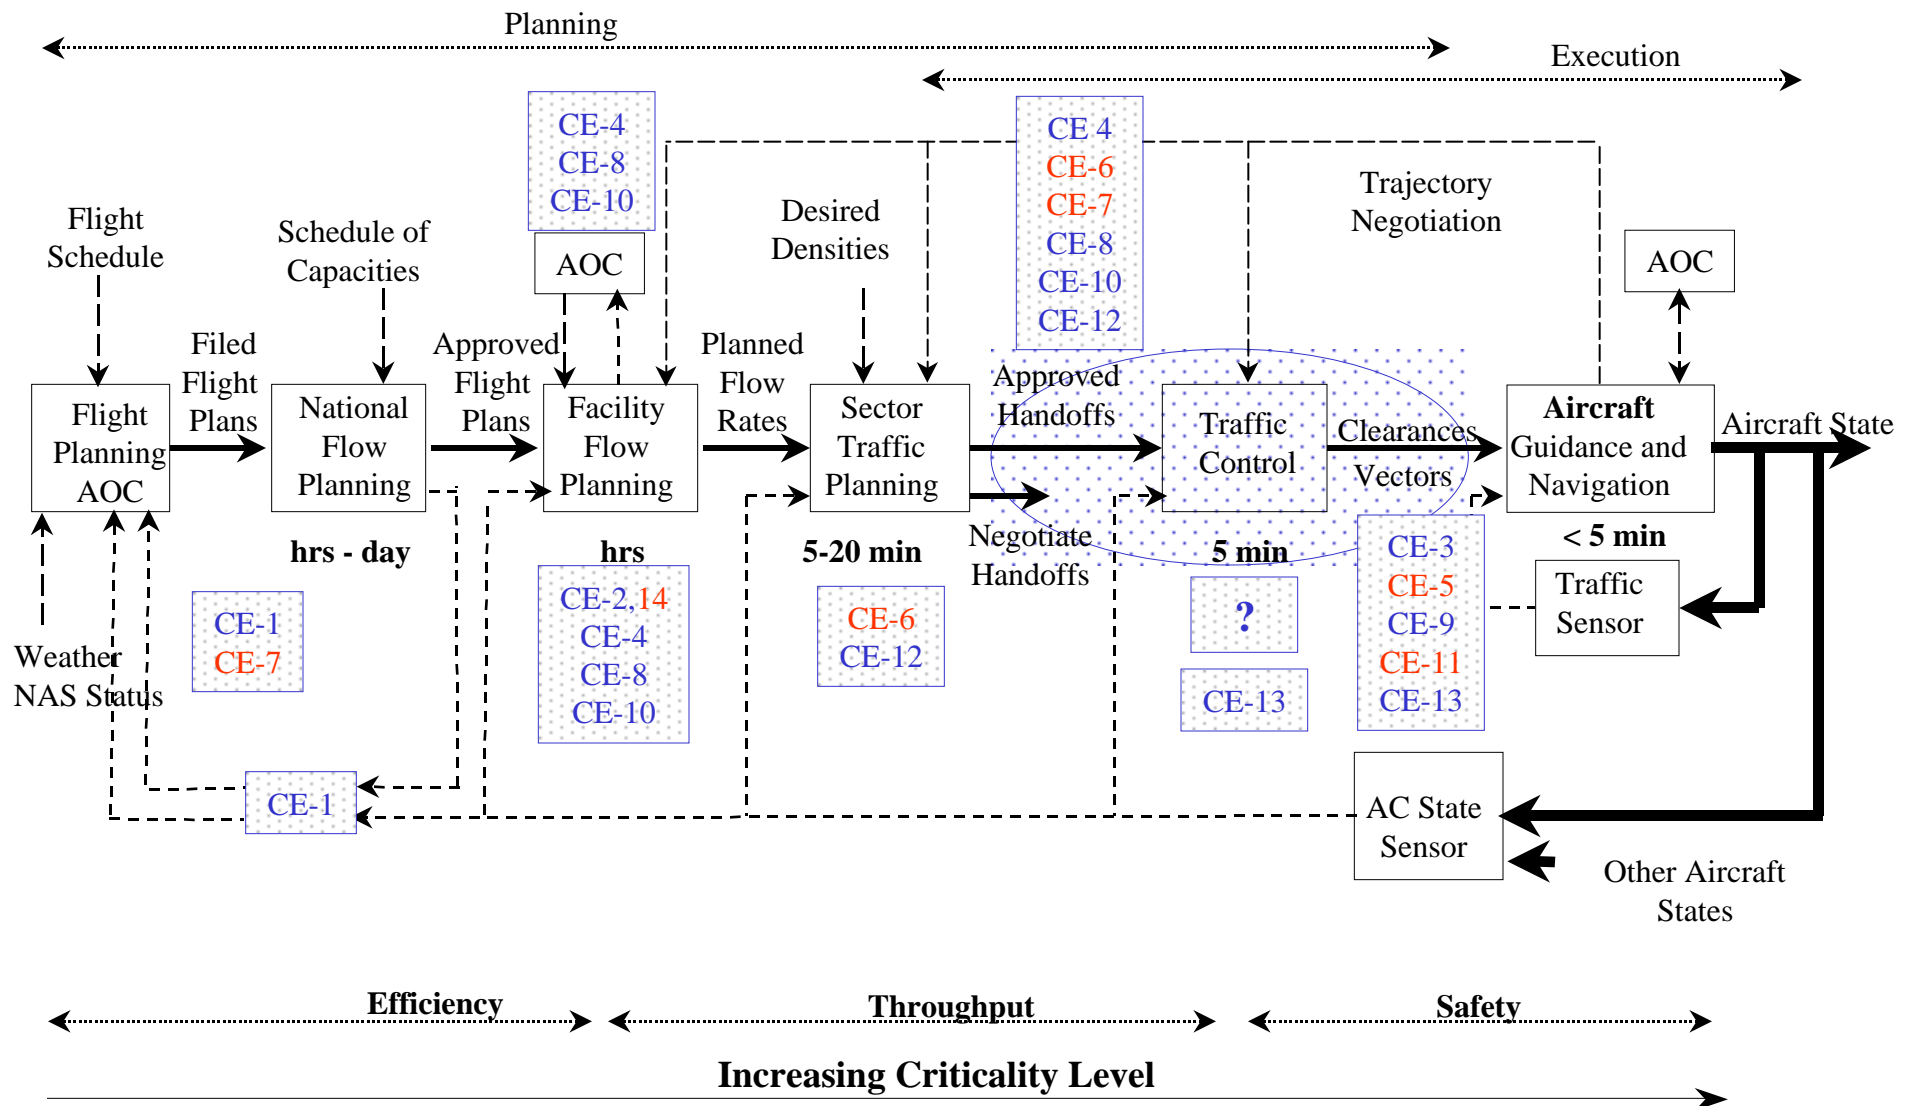 Planning
Execution
CE-4
CE-8
CE-10
CE 4
CE-6
CE-7
CE-8
CE-10
CE-12
Trajectory
Negotiation
Flight
Schedule
Schedule of
Capacities
AOC
Desired
Densities
AOC
Filed
Flight
Plans
Approved
Flight
Plans
Planned
Flow
Rates
Approved
Handoffs
Flight
Planning
AOC
National
Flow
Planning
Facility
Flow
Planning
Sector
Traffic
Planning
Traffic
Control
Clearances
Vectors
Aircraft
Guidance and
Navigation
Aircraft State
hrs - day
hrs
5-20 min
Negotiate
Handoffs
5 min
< 5 min
CE-1
CE-7
CE-2,14
CE-4
CE-8
CE-10
CE-6
CE-12
?
CE-13
CE-3
CE-5
CE-9
CE-11
CE-13
Traffic
Sensor
Weather
NAS Status
CE-1
AC State
Sensor
Other Aircraft
States
Efficiency
Throughput
Safety
Increasing Criticality Level